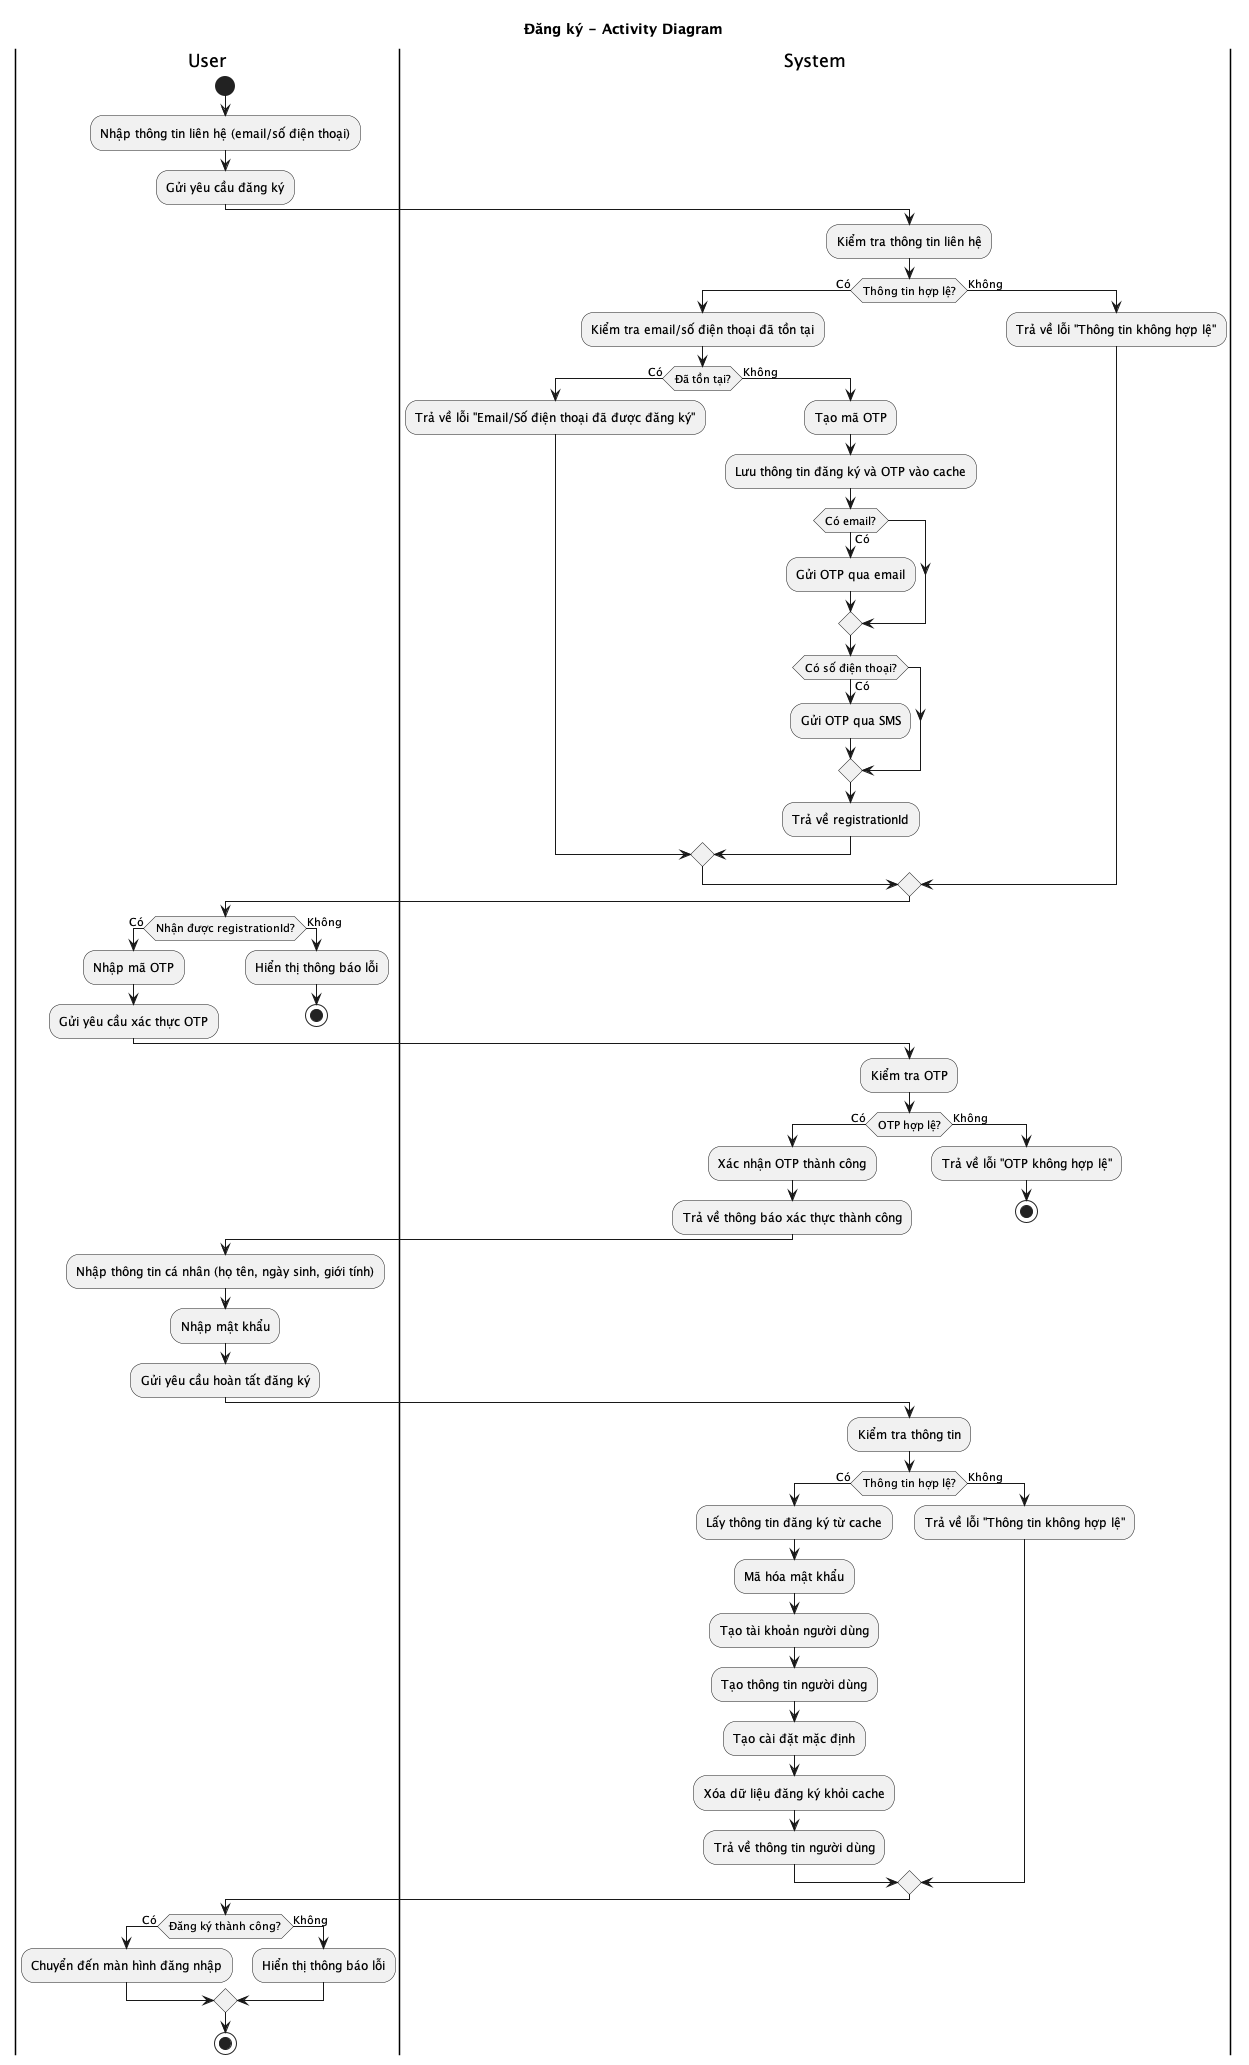 Đăng ký - Activity Diagram
User
System
Nhập thông tin liên hệ (email/số điện thoại)
Gửi yêu cầu đăng ký
Kiểm tra thông tin liên hệ
Có
Thông tin hợp lệ?
Không
Kiểm tra email/số điện thoại đã tồn tại
Trả về lỗi "Thông tin không hợp lệ"
Có
Đã tồn tại?
Không
Trả về lỗi "Email/Số điện thoại đã được đăng ký"
Tạo mã OTP
Lưu thông tin đăng ký và OTP vào cache
Có email?
Có
Gửi OTP qua email
Có số điện thoại?
Có
Gửi OTP qua SMS
Trả về registrationId
Có
Nhận được registrationId?
Không
Nhập mã OTP
Hiển thị thông báo lỗi
Gửi yêu cầu xác thực OTP
Kiểm tra OTP
Có
OTP hợp lệ?
Không
Xác nhận OTP thành công
Trả về lỗi "OTP không hợp lệ"
Trả về thông báo xác thực thành công
Nhập thông tin cá nhân (họ tên, ngày sinh, giới tính)
Nhập mật khẩu
Gửi yêu cầu hoàn tất đăng ký
Kiểm tra thông tin
Có
Thông tin hợp lệ?
Không
Lấy thông tin đăng ký từ cache
Trả về lỗi "Thông tin không hợp lệ"
Mã hóa mật khẩu
Tạo tài khoản người dùng
Tạo thông tin người dùng
Tạo cài đặt mặc định
Xóa dữ liệu đăng ký khỏi cache
Trả về thông tin người dùng
Có
Đăng ký thành công?
Không
Chuyển đến màn hình đăng nhập
Hiển thị thông báo lỗi